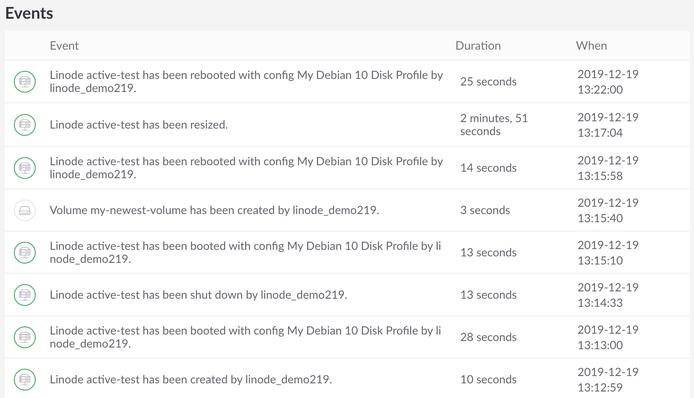 Events
Event Duration When
Linode active-test has been rebooted with config My Debian 10 Disk Profile by
linode_demo219.
25 seconds
2019-12-19
13:22:00
Linode active-test has been resized.
2 minutes, 51
seconds
2019-12-19
13:17:04
Linode active-test has been rebooted with config My Debian 10 Disk Profile by
linode_demo219.
14 seconds
2019-12-19
13:15:58
Volume my-newest-volume has been created by linode_demo219.
3 seconds
2019-12-19
13:15:40
Linode active-test has been booted with config My Debian 10 Disk Profile by li
node_demo219.
13 seconds
2019-12-19
13:15:10
Linode active-test has been shut down by linode_demo219.
13 seconds
2019-12-19
13:14:33
Linode active-test has been booted with config My Debian 10 Disk Profile by li
node_demo219.
28 seconds
2019-12-19
13:13:00
Linode active-test has been created by linode_demo219.
10 seconds
2019-12-19
13:12:59